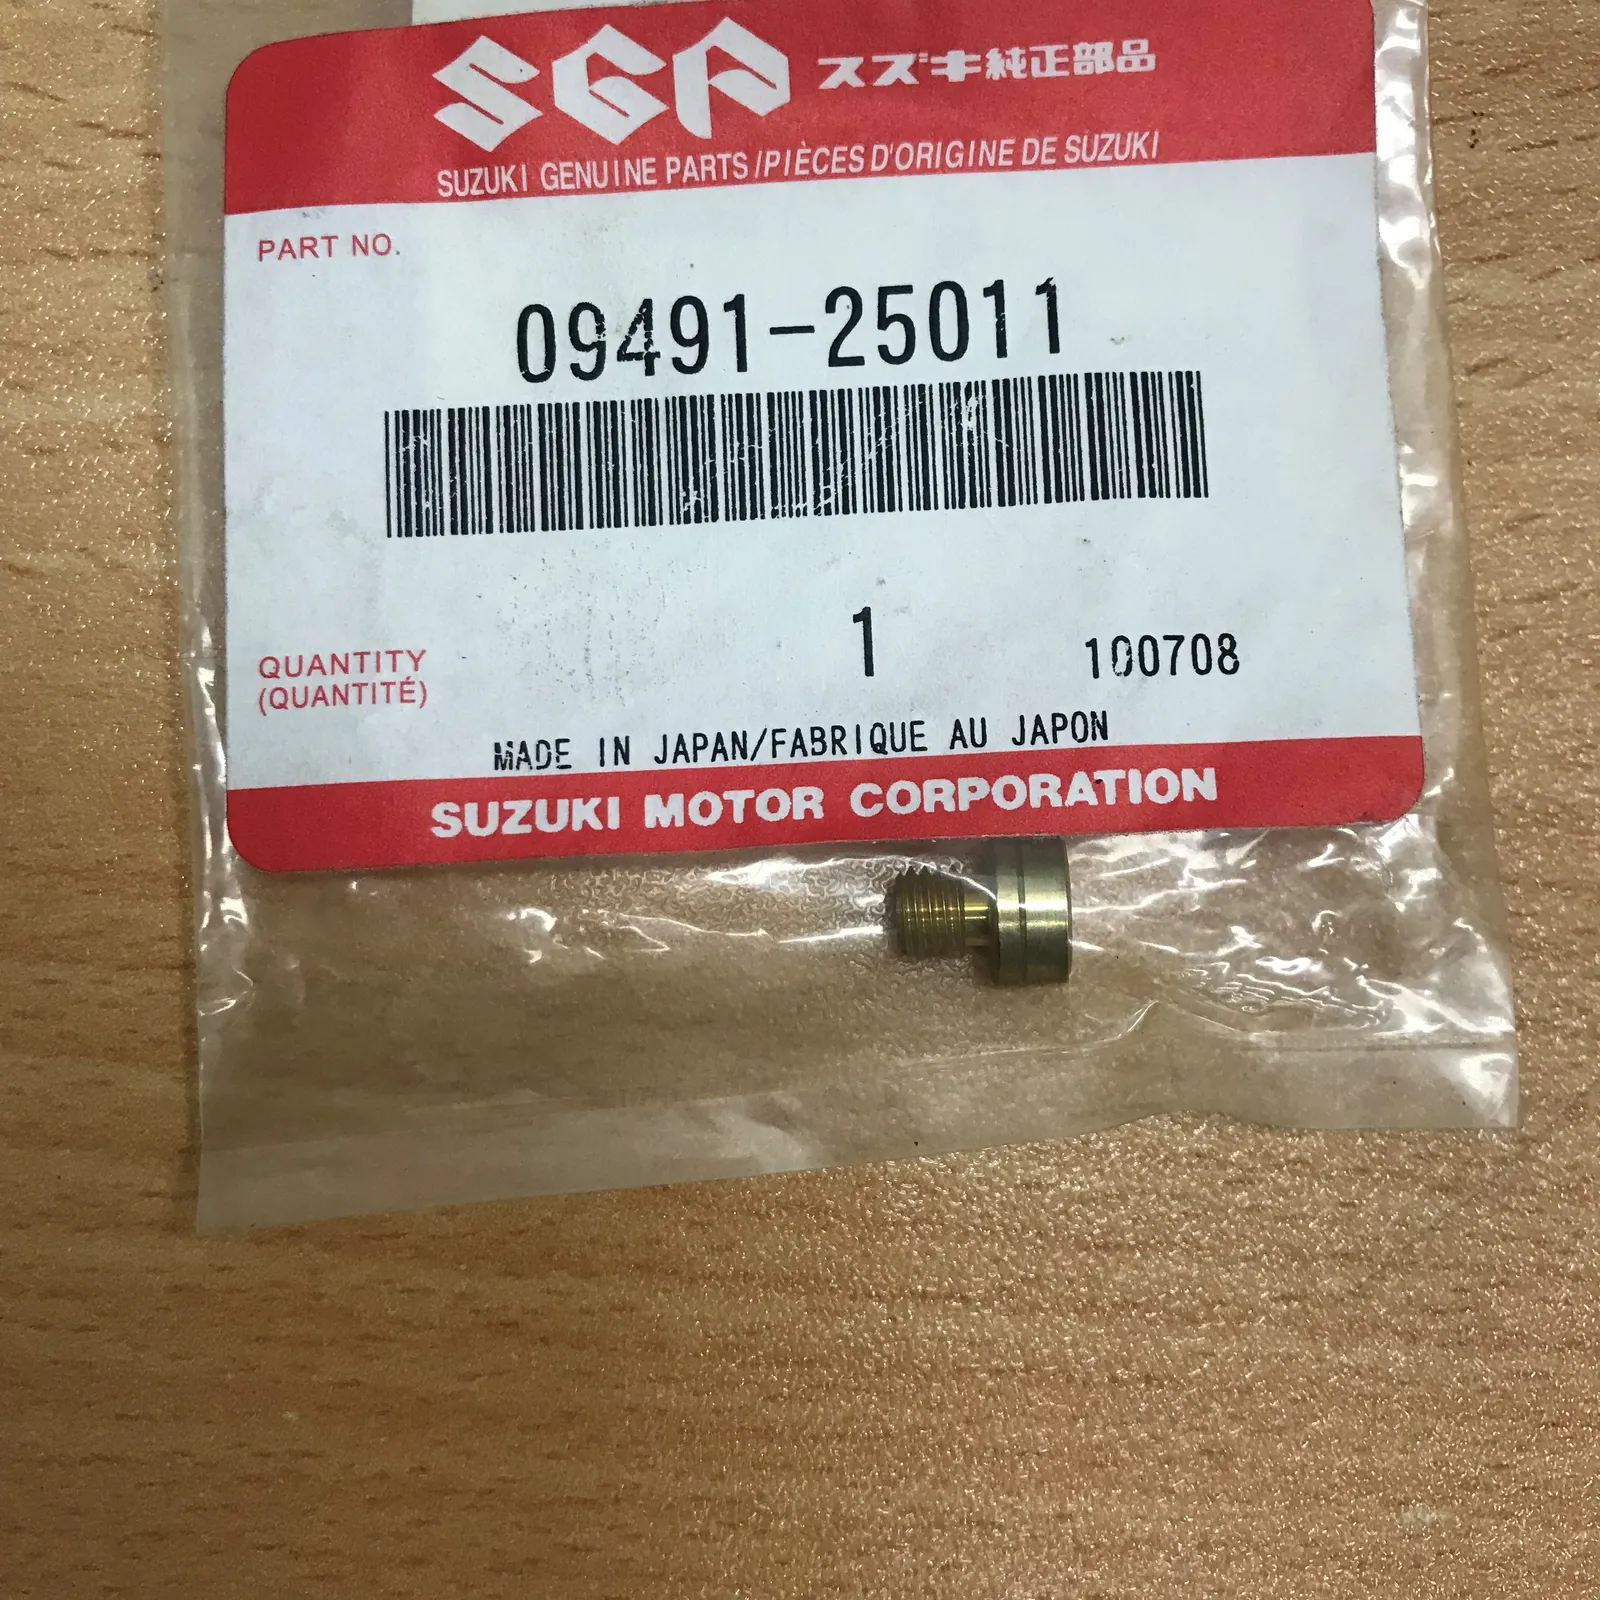 SGP スズキ純正部品
SUZUKI GENUINE PARTS/PIÈCES D'ORIGINE DE SUZUKI
PART NO.
09491-25011
QUANTITY 1 100708
(QUANTITÉ)
MADE IN JAPAN/FABRIQUE AU JAPON
SUZUKI MOTOR CORPORATION